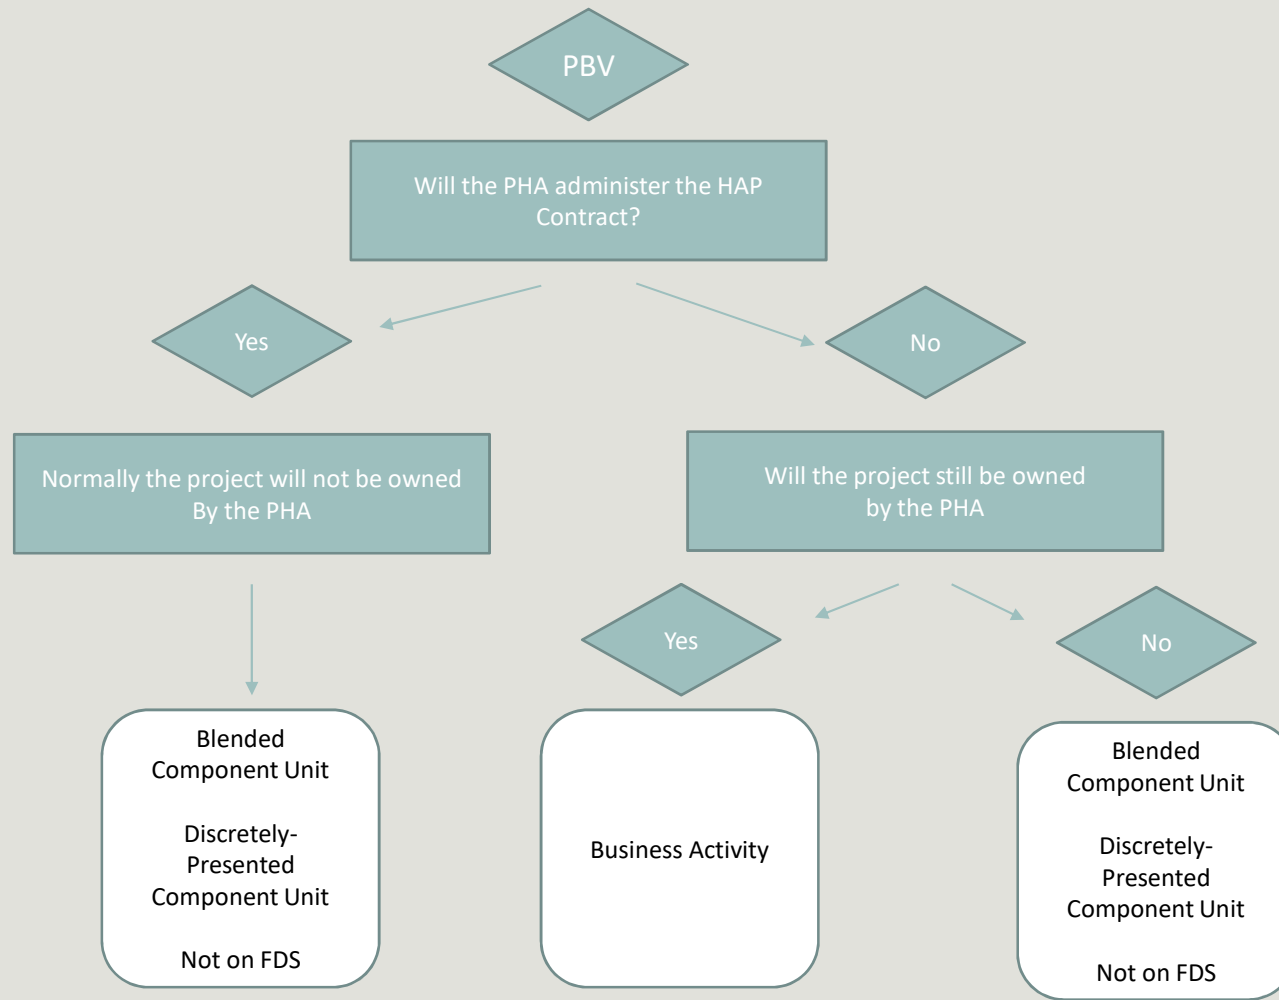 PBV
Will the PHA administer the HAP
Contract?
Yes
No
Normally the project will not be owned
By the PHA
Will the project still be owned
by the PHA
Yes
No
Blended
Component Unit
Discretely-
Presented
Component Unit
Not on FDS
Business Activity
Blended
Component Unit
Discretely-
Presented
Component Unit
Not on FDS